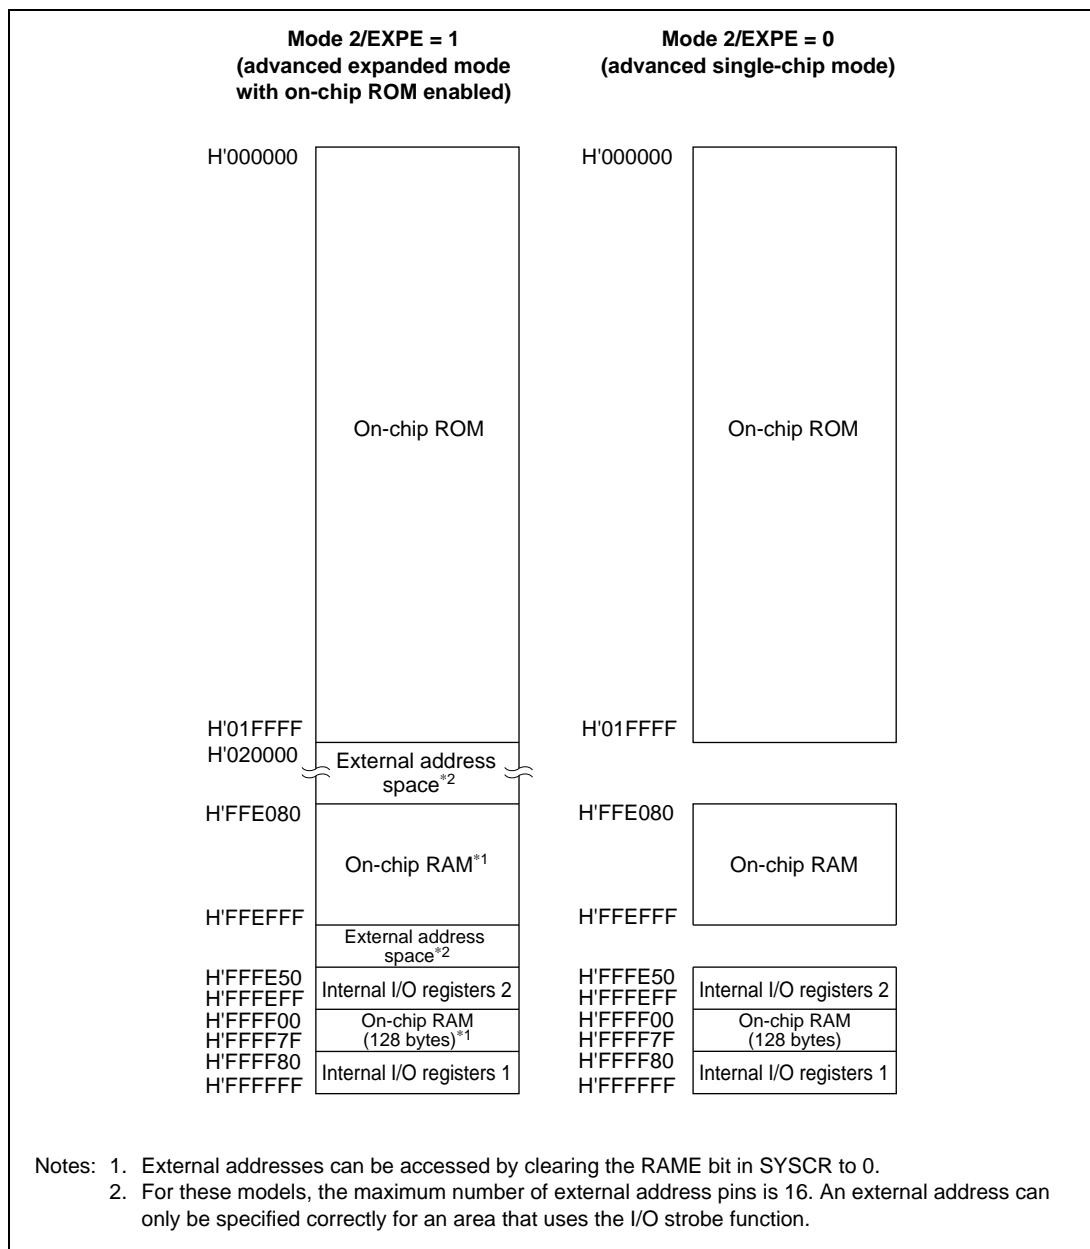 Mode 2/EXPE = 1
(advanced expanded mode
with on-chip ROM enabled)
H'000000
On-chip ROM
H'01FFFF
H'020000
External address
space*2
H'FFE080
On-chip RAM*1
H'FFEFFF
External address
space*2
H'FFFE50
Internal I/O registers 2
H'FFFEFF
H'FFFF00
On-chip RAM
(128 bytes)*1
H'FFFF7F
H'FFFF80
Internal I/O registers 1
H'FFFFFF
Mode 2/EXPE = 0
(advanced single-chip mode)
H'000000
On-chip ROM
H'01FFFF
H'FFE080
On-chip RAM
H'FFEFFF
H'FFFE50
Internal I/O registers 2
H'FFFEFF
H'FFFF00
On-chip RAM
(128 bytes)
H'FFFF7F
H'FFFF80
Internal I/O registers 1
H'FFFFFF
Notes: 1. External addresses can be accessed by clearing the RAME bit in SYSCR to 0.
2. For these models, the maximum number of external address pins is 16. An external address can
only be specified correctly for an area that uses the I/O strobe function.